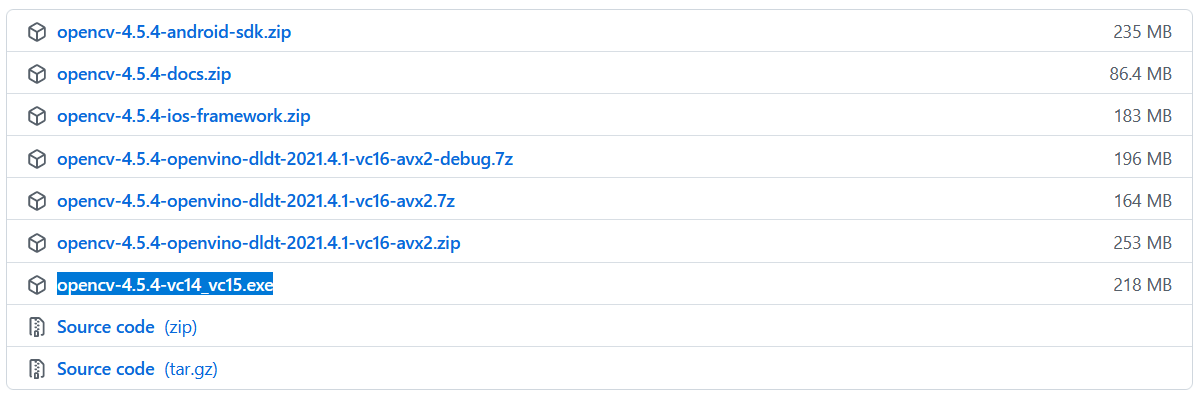 opencv-4.5.4-android-sdk.zip 235 MB
opencv-4.5.4-docs.zip 86.4 MB
opencv-4.5.4-ios-framework.zip 183 MB
opencv-4.5.4-openvino-dldt-2021.4.1-vc16-avx2-debug.7z 196 MB
opencv-4.5.4-openvino-dldt-2021.4.1-vc16-avx2.7z 164 MB
opencv-4.5.4-openvino-dldt-2021.4.1-vc16-avx2.zip 253 MB
opencv-4.5.4-vc14_vc15.exe 218 MB
Source code (zip)
Source code (tar.gz)